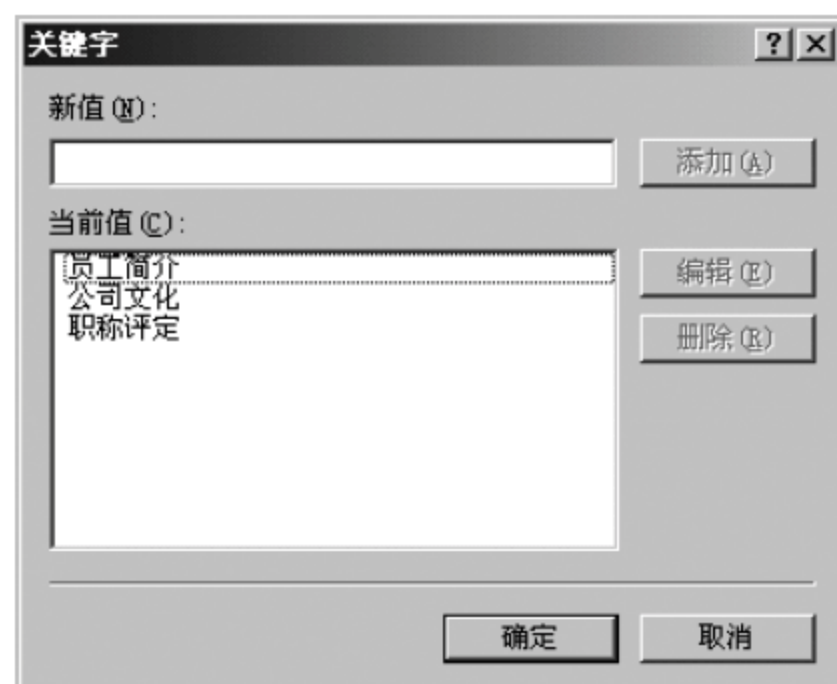 关键字
新值(N):
添加(A)
当前值(C):
员工简介
公司文化
职称评定
编辑(E)
删除(R)
确定
取消